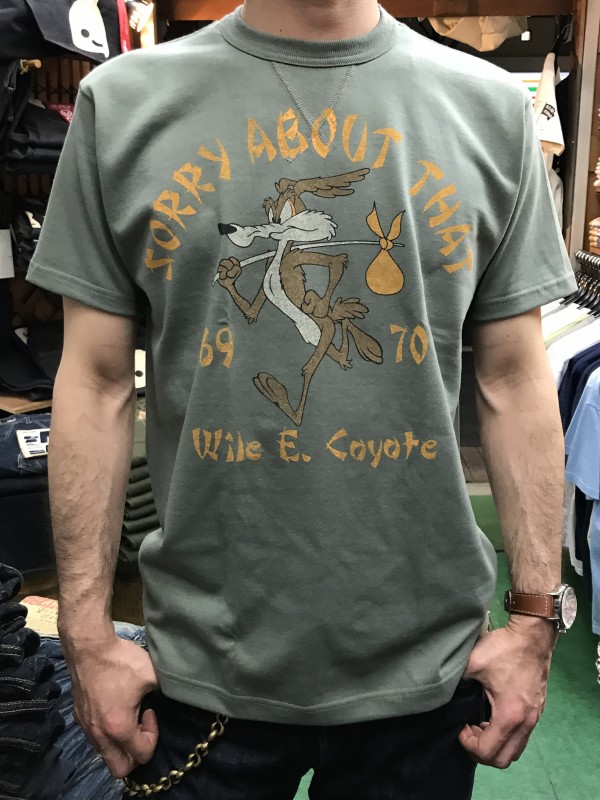 SORRY ABOUT THAT
69 70
Wile E. Coyote